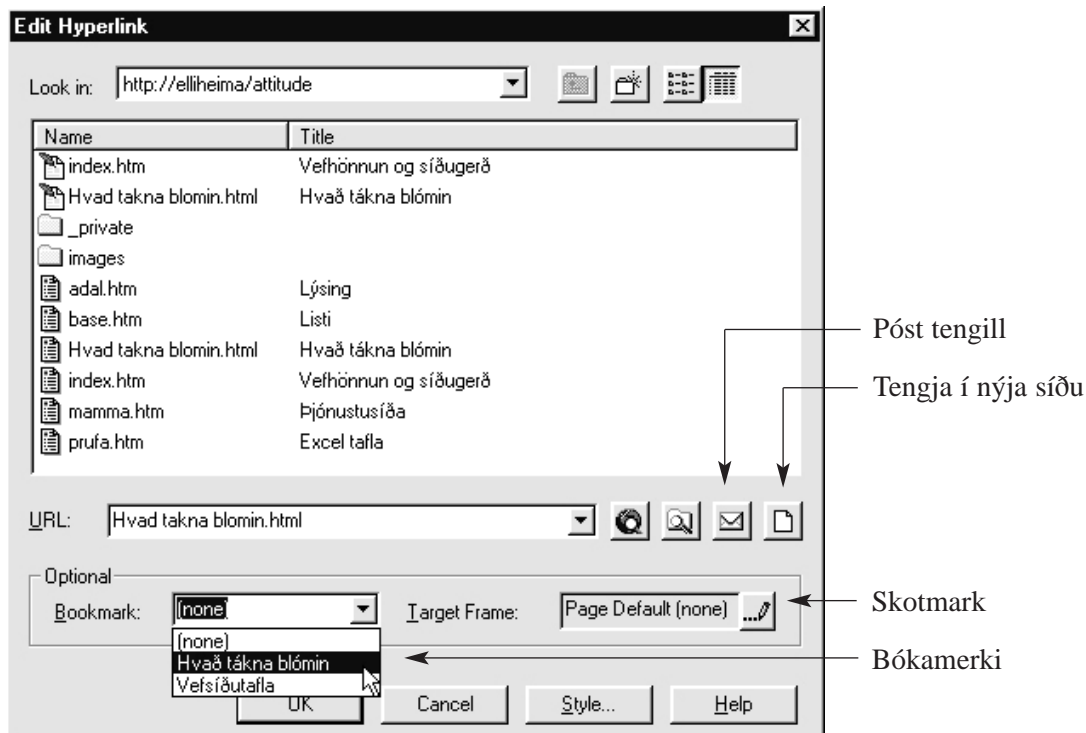 Edit Hyperlink
Look in: http://elliheima/attitude
Name Title
index.htm Vefhönnun og síðugerð
Hvad takna blomin.html Hvað tákna blómin
_private
images
adal.htm Lýsing
base.htm Listi
Hvad takna blomin.html Hvað tákna blómin
index.htm Vefhönnun og síðugerð
mamma.htm Þjónustusíða
prufa.htm Excel tafla
Póst tengill
Tengja í nýja síðu
URL: Hvad takna blomin.html
Optional
Bookmark: (none) Target Frame: Page Default (none)
Skotmark
(none)
Hvað tákna blómin
Bókamerki
Vefsíðutafla
OK Cancel Style... Help